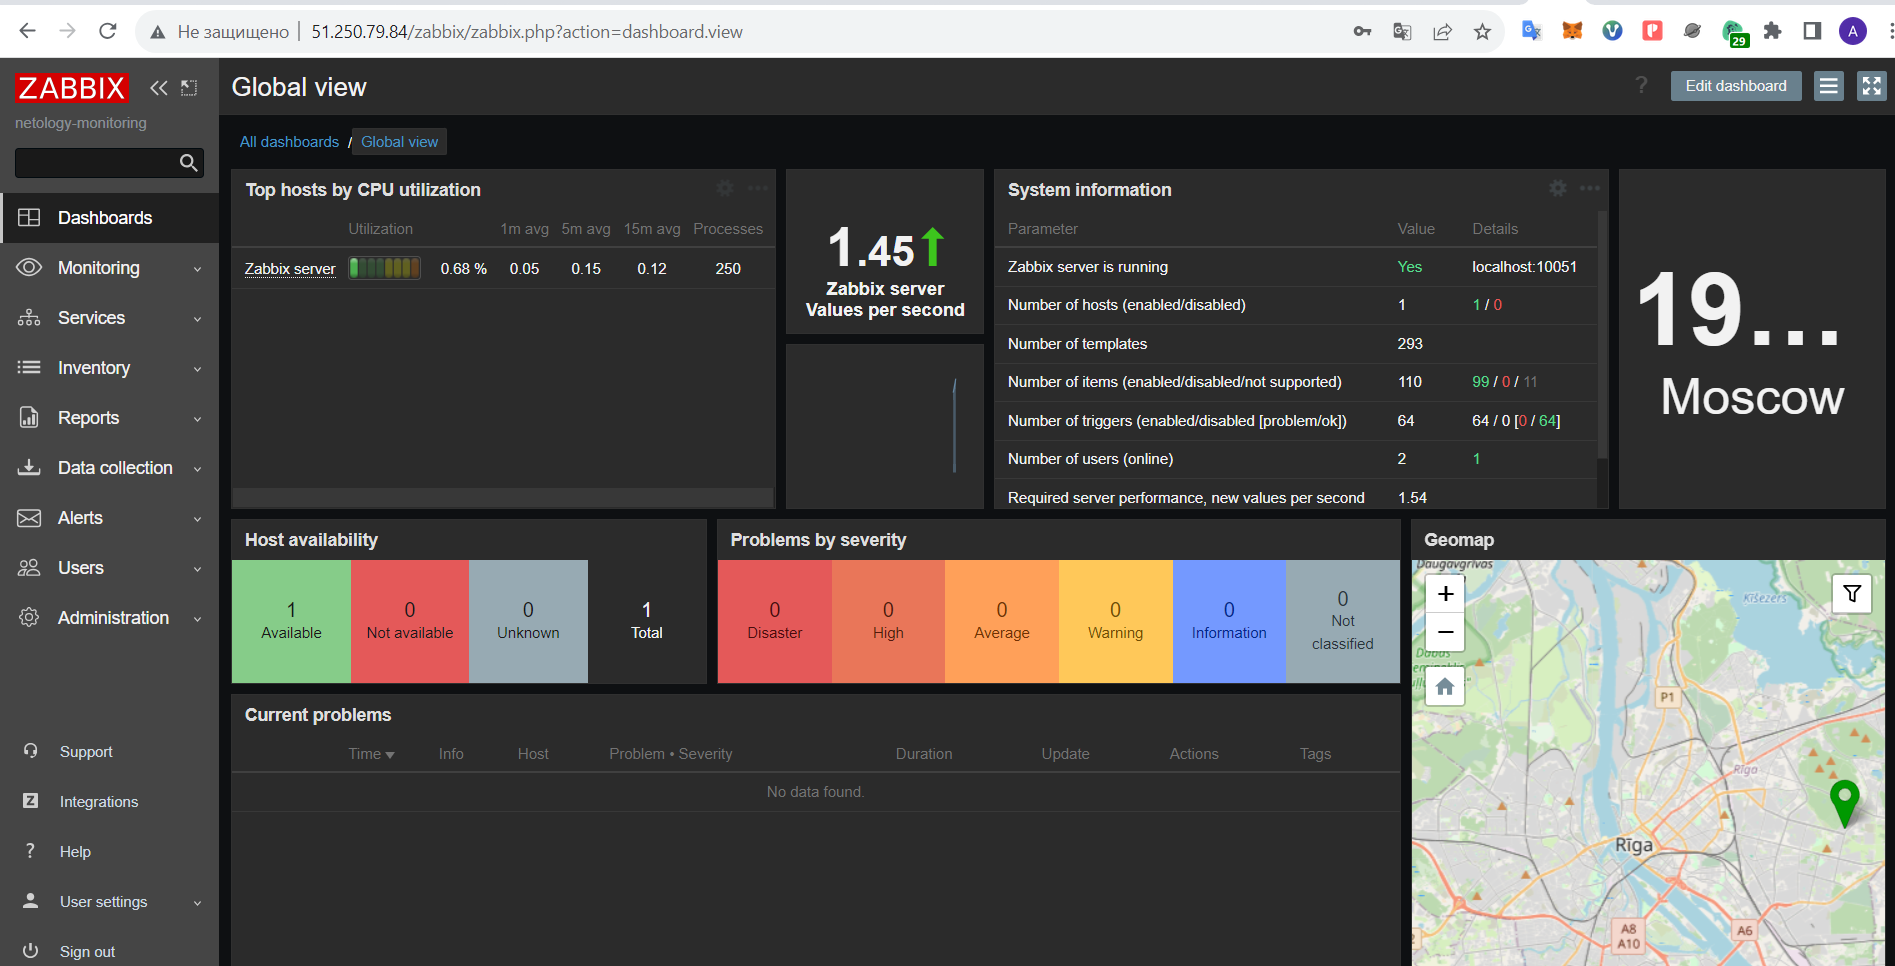 Не защищено | 51.250.79.84/zabbix/zabbix.php?action=dashboard.view
29
A
ZABBIX
netology-monitoring
Dashboards
Monitoring
Services
Inventory
Reports
Data collection
Alerts
Users
Administration
Support
Z Integrations
? Help
User settings
Sign out
Global view
? Edit dashboard
All dashboards / Global view
Top hosts by CPU utilization
Utilization 1m avg 5m avg 15m avg Processes
Zabbix server 0.68 % 0.05 0.15 0.12 250
1.45
Zabbix server
Values per second
System information
Parameter Value Details
Zabbix server is running Yes localhost:10051
Number of hosts (enabled/disabled) 1 1 / 0
Number of templates 293
Number of items (enabled/disabled/not supported) 110 99 / 0 / 11
Number of triggers (enabled/disabled [problem/ok]) 64 64 / 0 [0 / 64]
Number of users (online) 2 1
Required server performance, new values per second 1.54
19...
Moscow
Host availability
1 Available
0 Not available
0 Unknown
1 Total
Problems by severity
0 Disaster
0 High
0 Average
0 Warning
0 Information
0 Not classified
Current problems
Time Info Host Problem • Severity Duration Update Actions Tags
No data found.
Geomap
Daugavgrīvas
+
−
Ķīšezers
Dabas
P1
Rīga
Rīga
A8
A10
A6